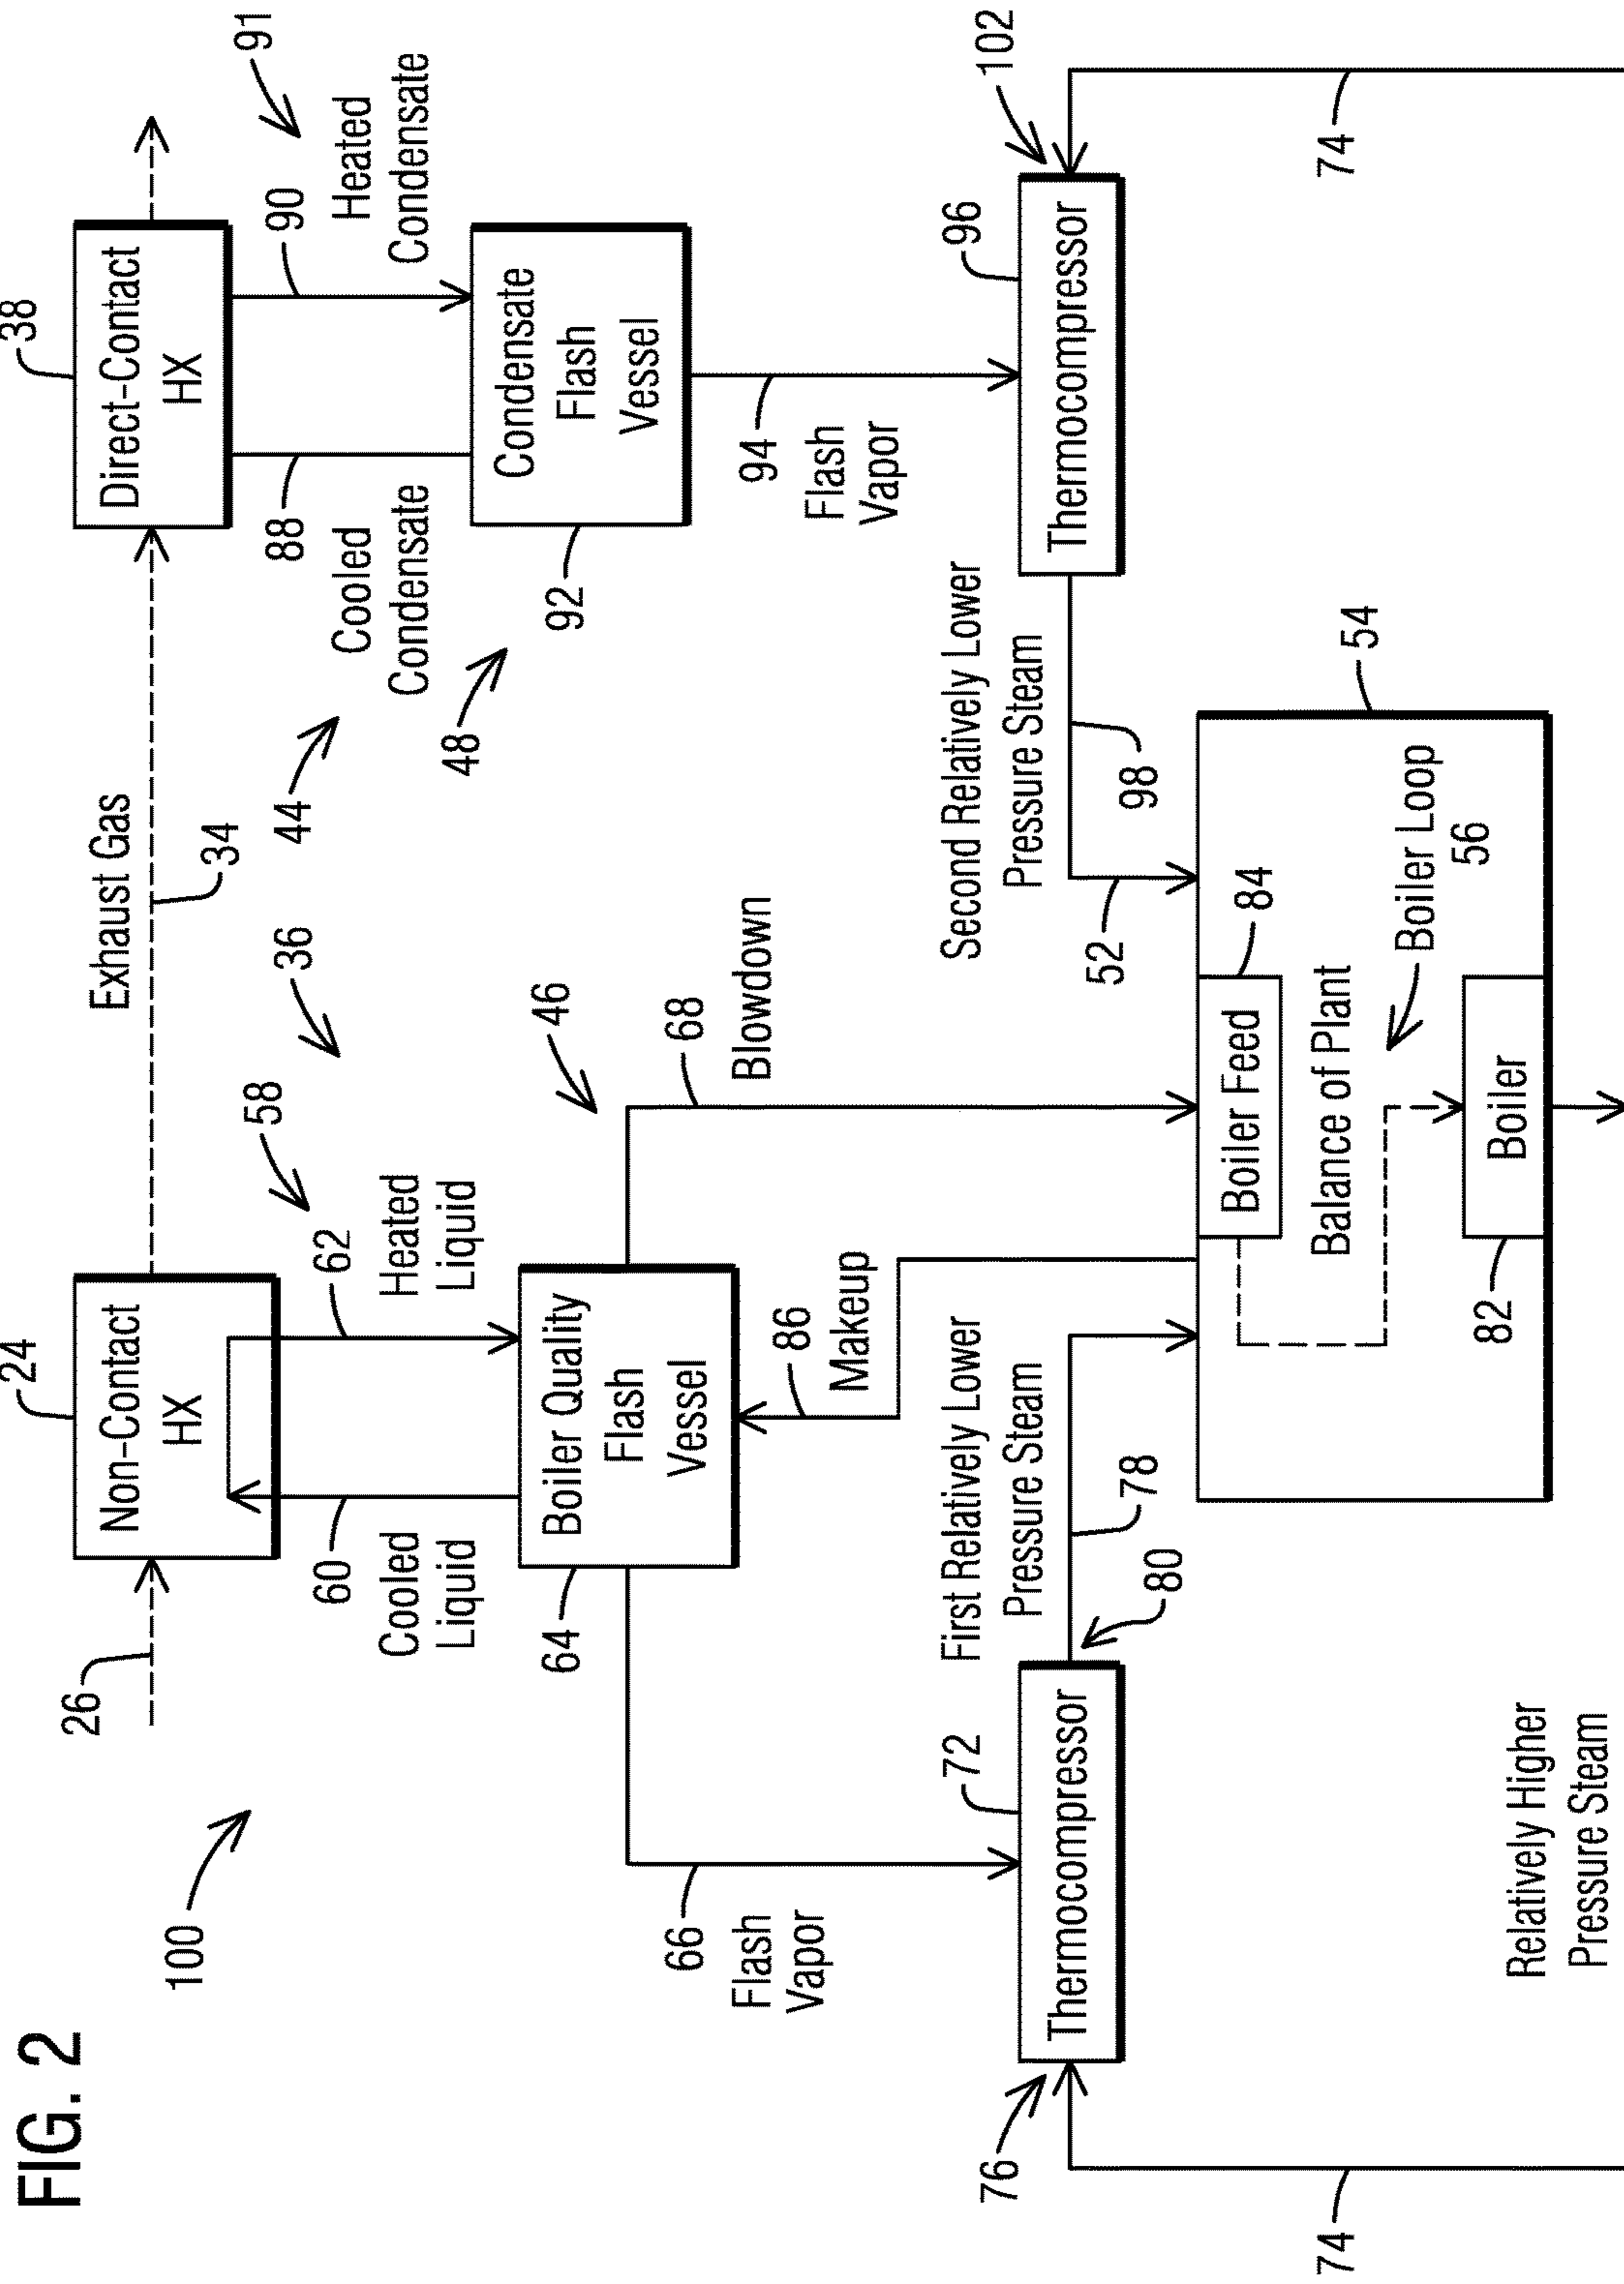 FIG. 2
100
26
24
Non-Contact
HX
Exhaust Gas
34
38
Direct-Contact
HX
60
Cooled
Liquid
62
Heated
Liquid
58
36
44
88
Cooled
Condensate
90
Heated
Condensate
91
64
Boiler Quality
Flash
Vessel
46
48
92
Condensate
Flash
Vessel
66
Flash
Vapor
86
Makeup
68
Blowdown
94
Flash
Vapor
76
72
Thermocompressor
First Relatively Lower
Pressure Steam
80
78
Second Relatively Lower
Pressure Steam
52
98
96
Thermocompressor
102
74
Boiler Feed
84
Balance of Plant
Boiler Loop
56
54
82
Boiler
74
Relatively Higher
Pressure Steam